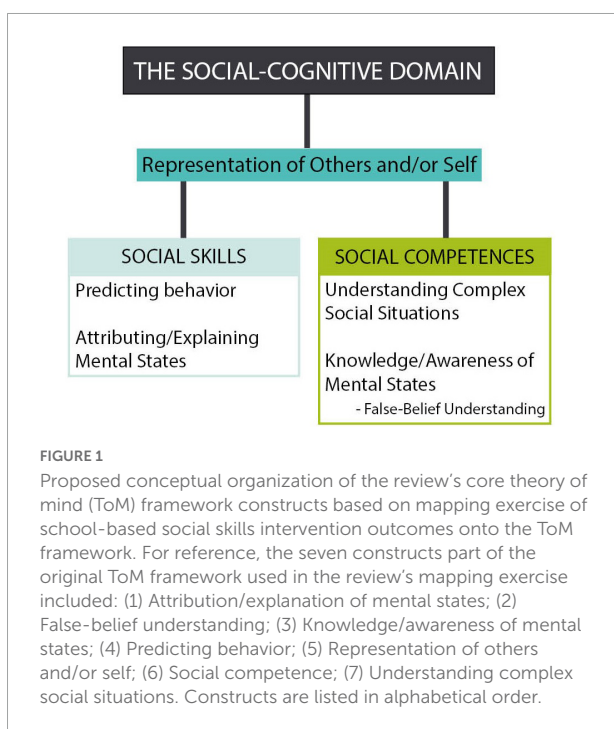 THE SOCIAL-COGNITIVE DOMAIN
Representation of Others and/or Self
SOCIAL SKILLS
Predicting behavior
Attributing/Explaining
Mental States
SOCIAL COMPETENCES
Understanding Complex
Social Situations
Knowledge/Awareness of
Mental States
- False-Belief Understanding
FIGURE 1
Proposed conceptual organization of the review's core theory of
mind (ToM) framework constructs based on mapping exercise of
school-based social skills intervention outcomes onto the ToM
framework. For reference, the seven constructs part of the
original ToM framework used in the review's mapping exercise
included: (1) Attribution/explanation of mental states; (2)
False-belief understanding; (3) Knowledge/awareness of mental
states; (4) Predicting behavior; (5) Representation of others
and/or self; (6) Social competence; (7) Understanding complex
social situations. Constructs are listed in alphabetical order.